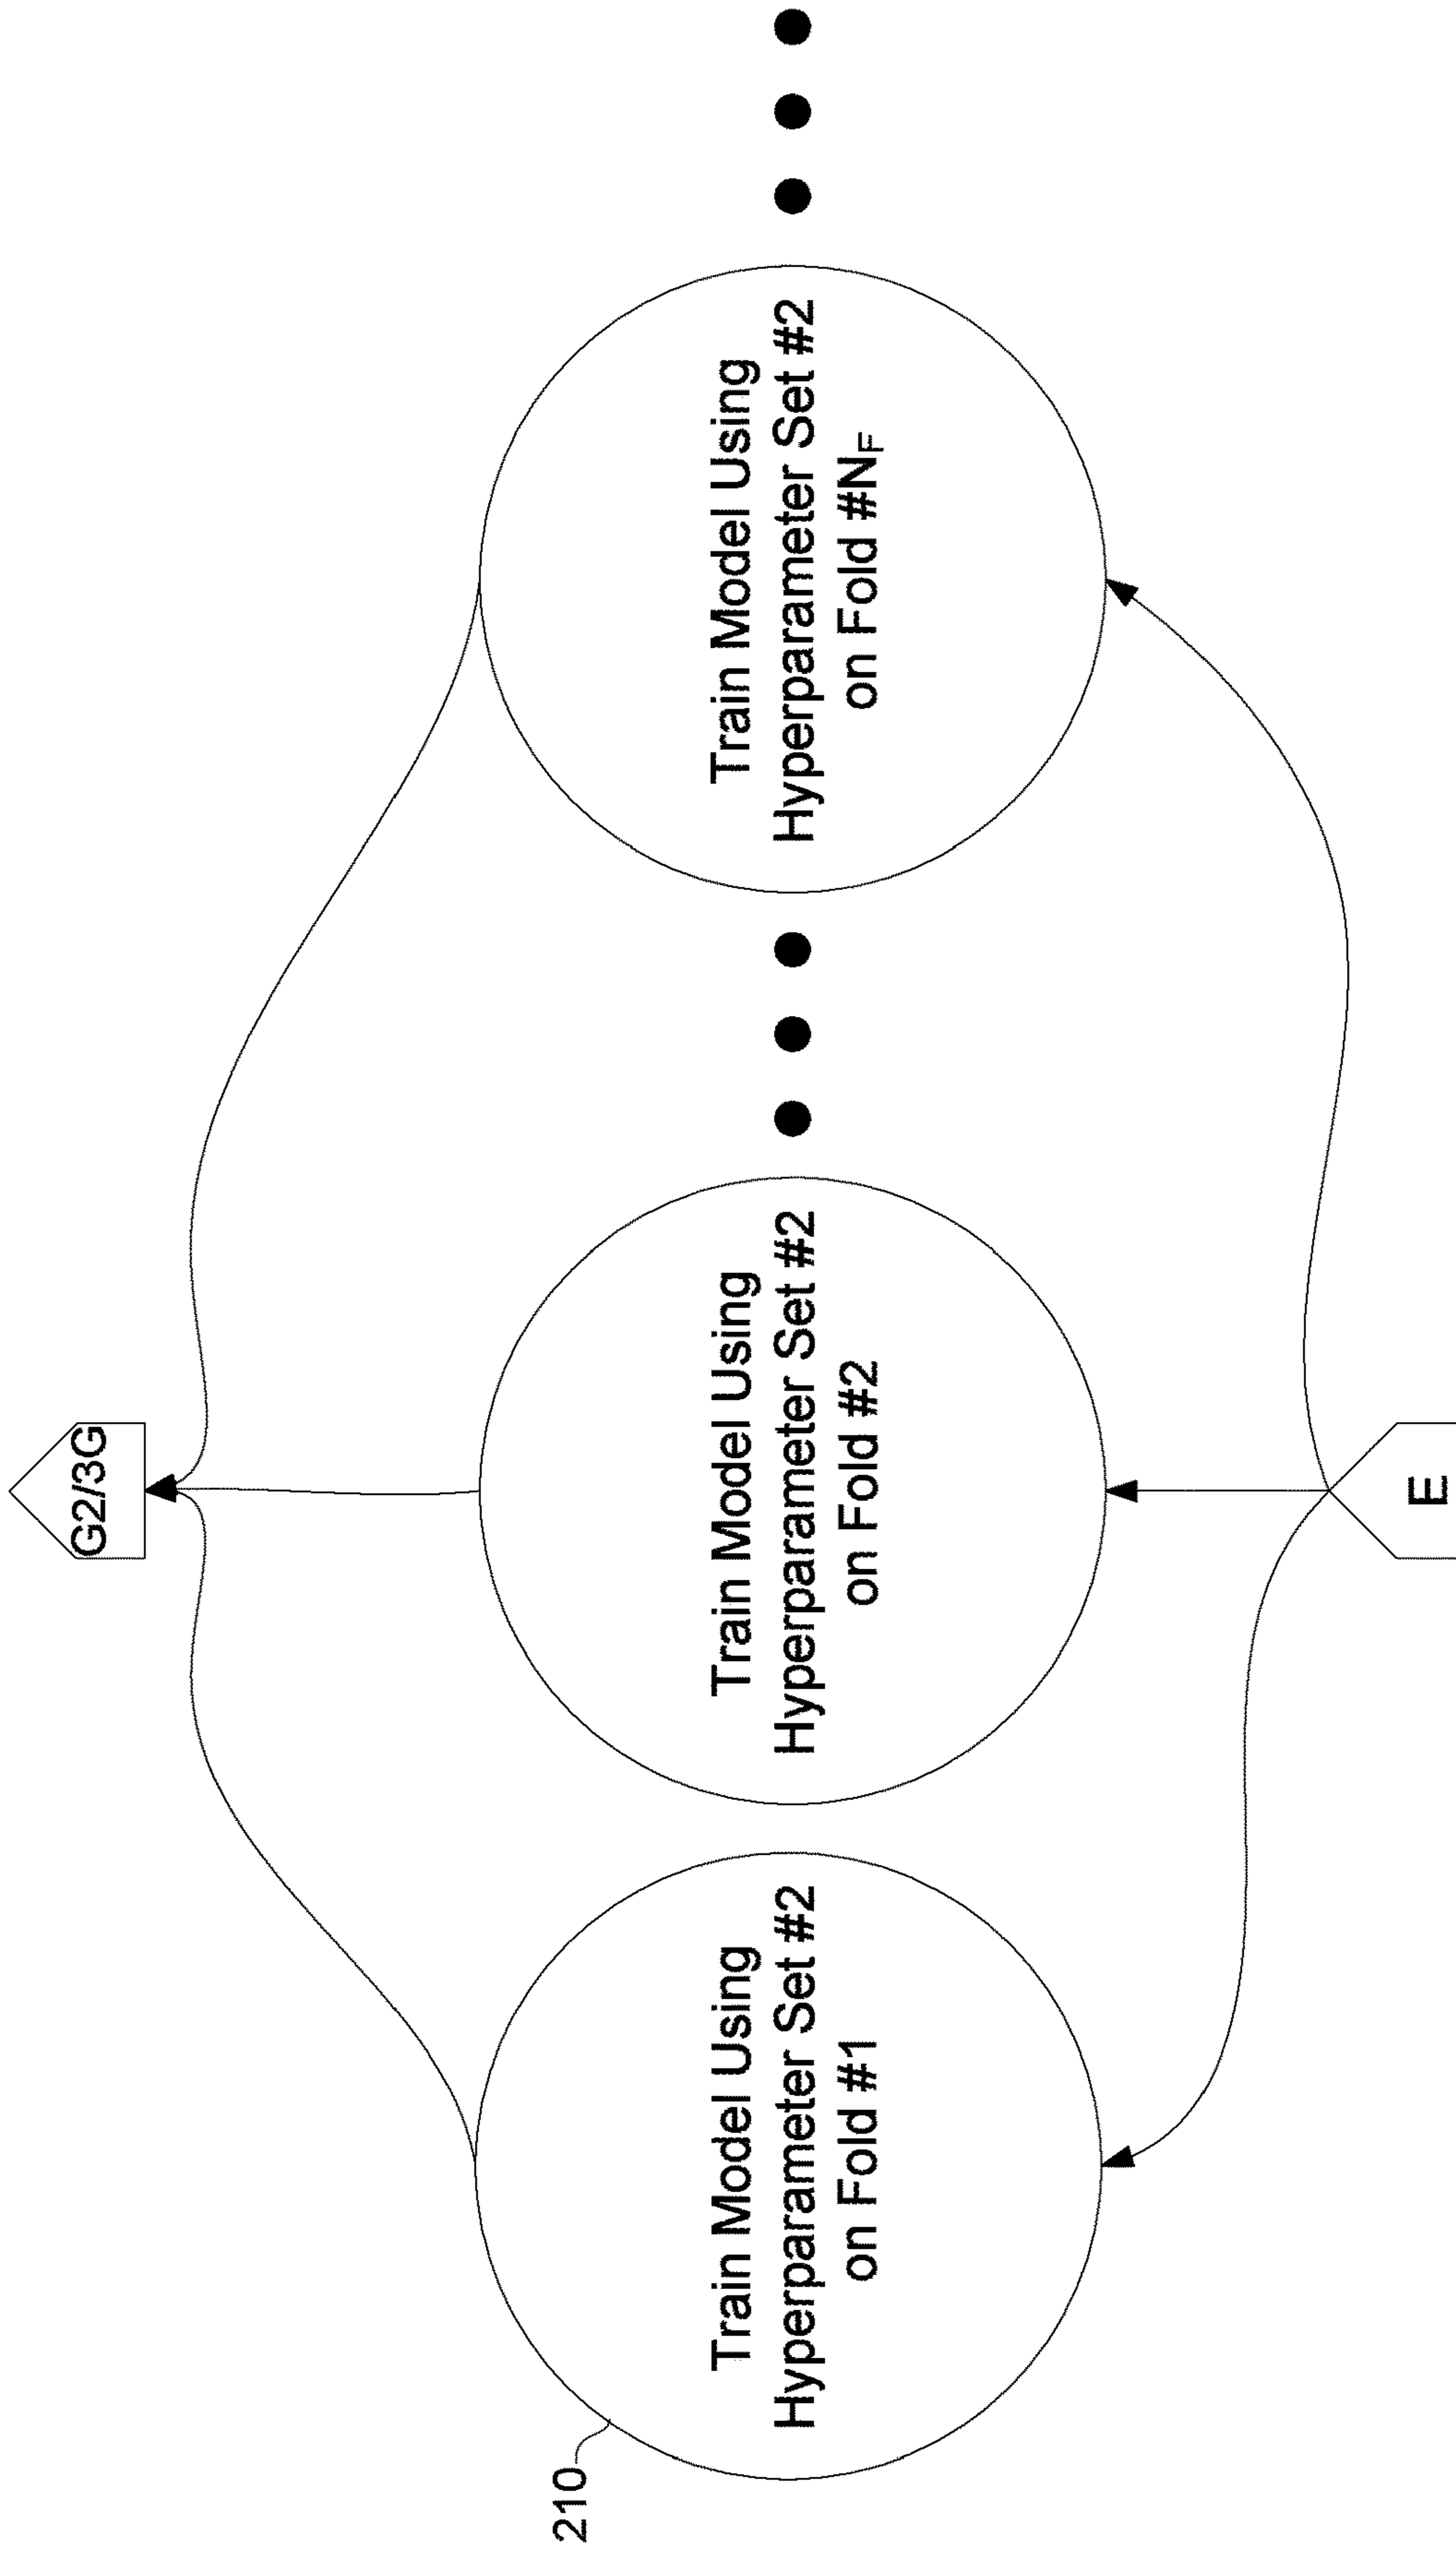 G2/3G
210
Train Model Using
Hyperparameter Set #2
on Fold #1
Train Model Using
Hyperparameter Set #2
on Fold #2
Train Model Using
Hyperparameter Set #2
on Fold #NF
E